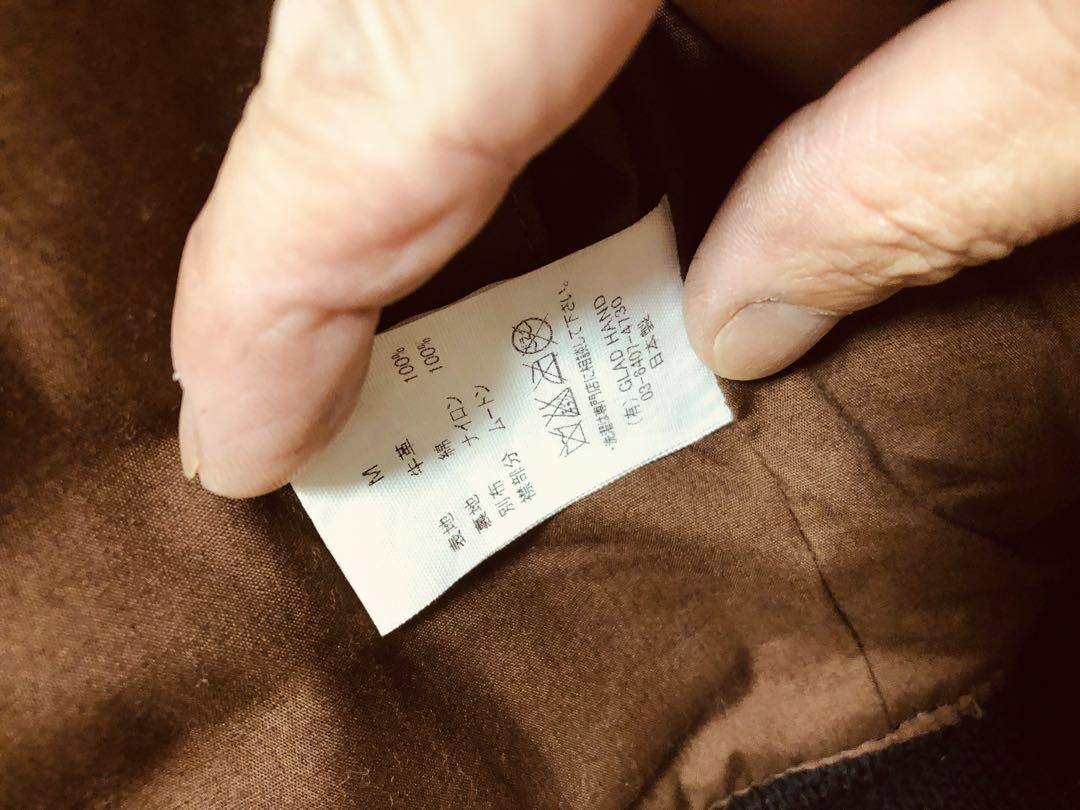 M
表地 牛革
裏地 綿 100%
別布 ナイロン 100%
襟部分 ムートン
・洗濯は専門店に相談して下さい。
(有)GLAD HAND
03-6407-4730
日本製